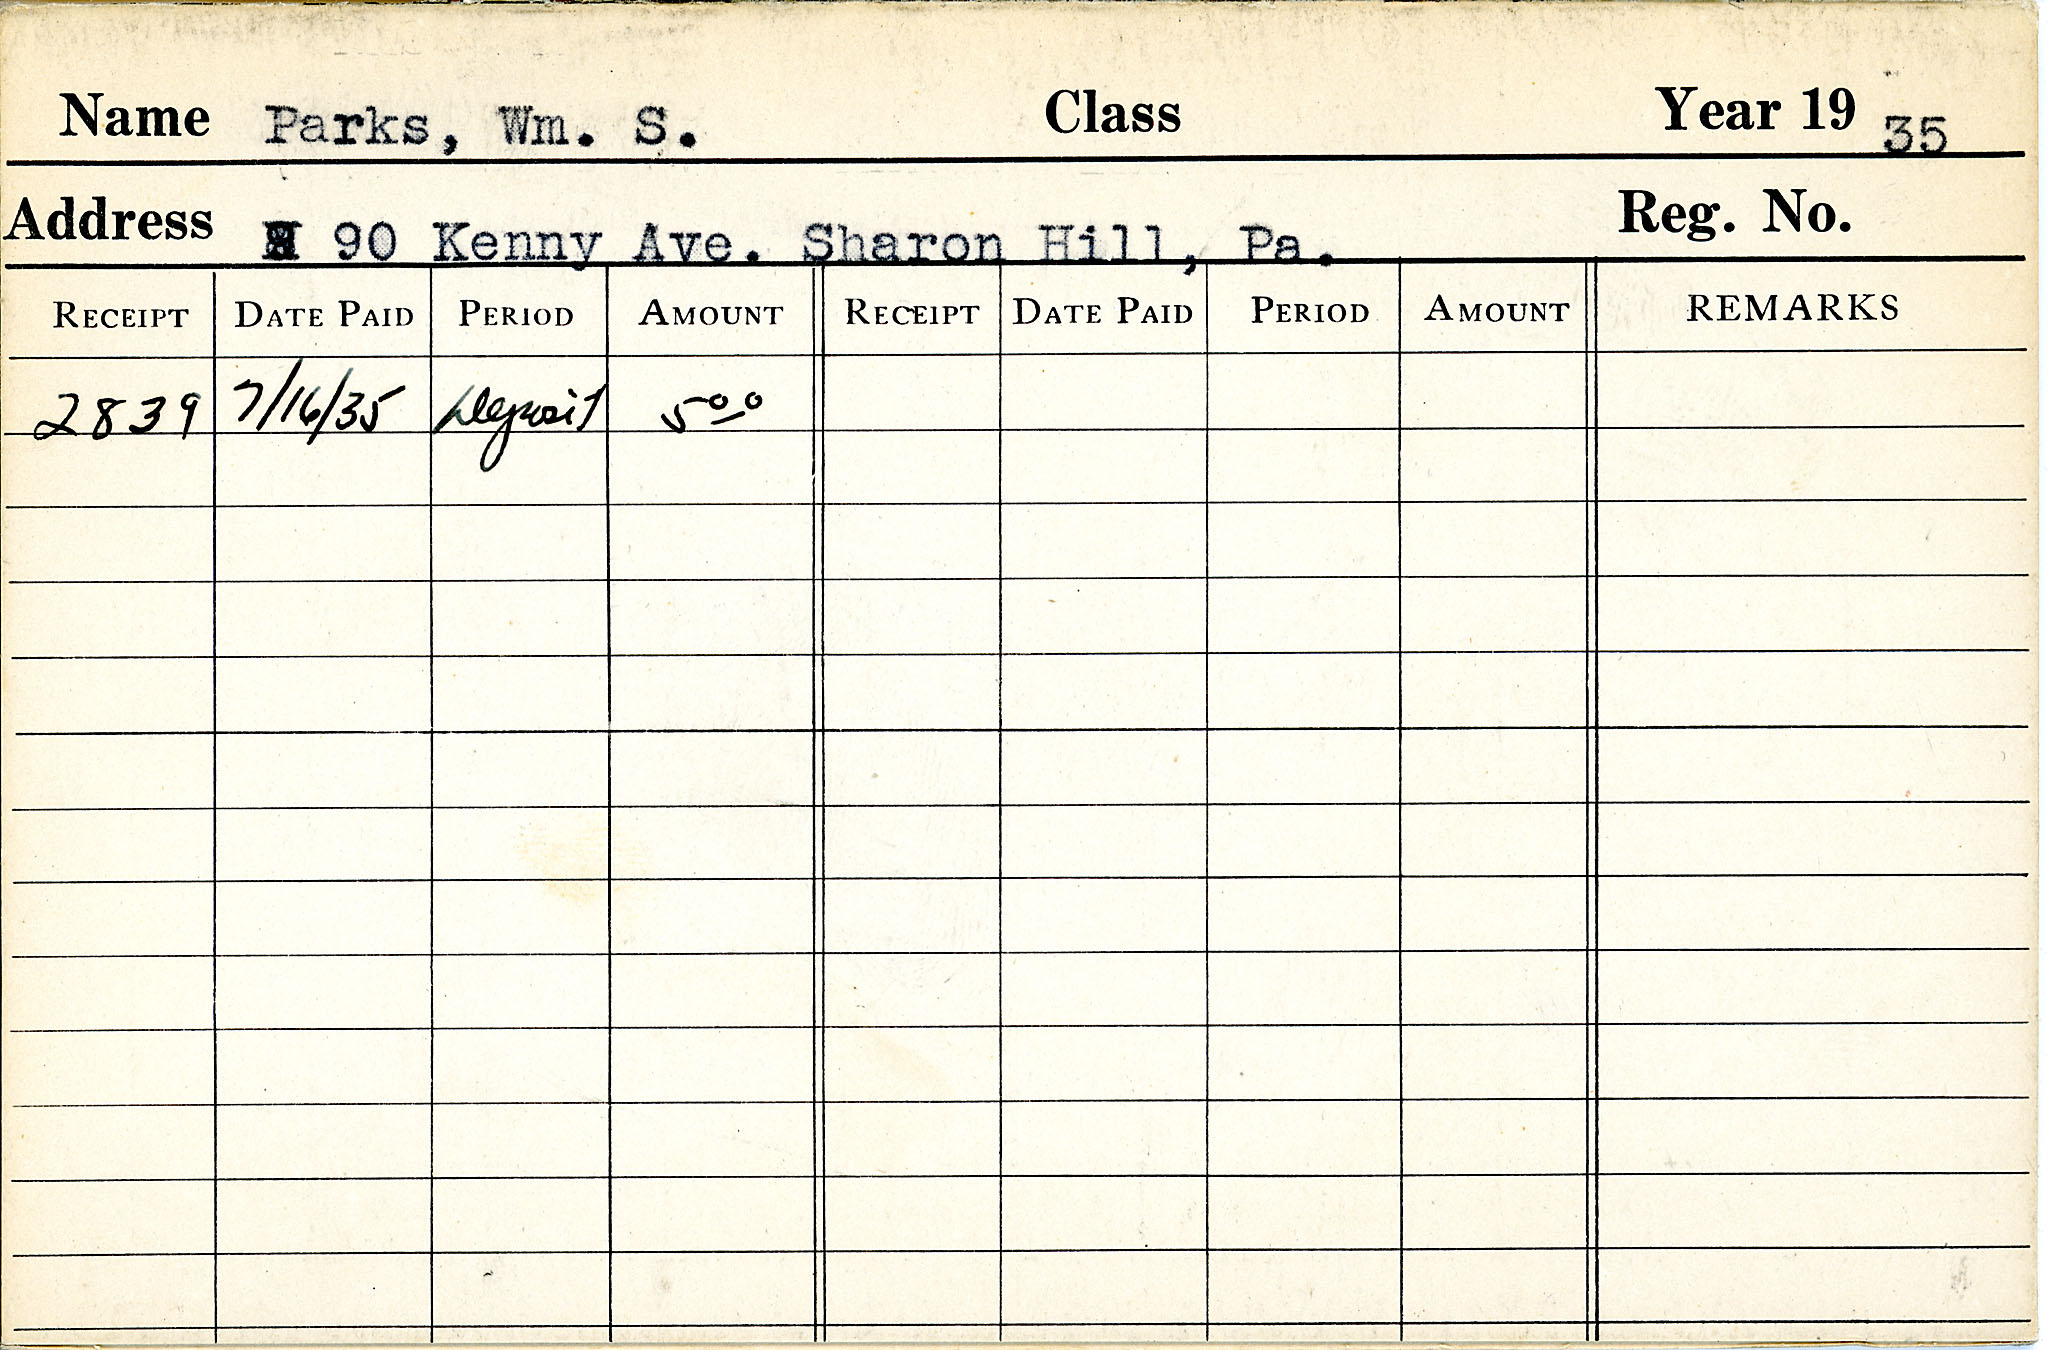 Name Parks, Wm. S. Class Year 19 35
Address 90 Kenny Ave. Sharon Hill, Pa. Reg. No.
RECEIPT DATE PAID PERIOD AMOUNT RECEIPT DATE PAID PERIOD AMOUNT REMARKS
2839 7/16/35 Deposit 5 00